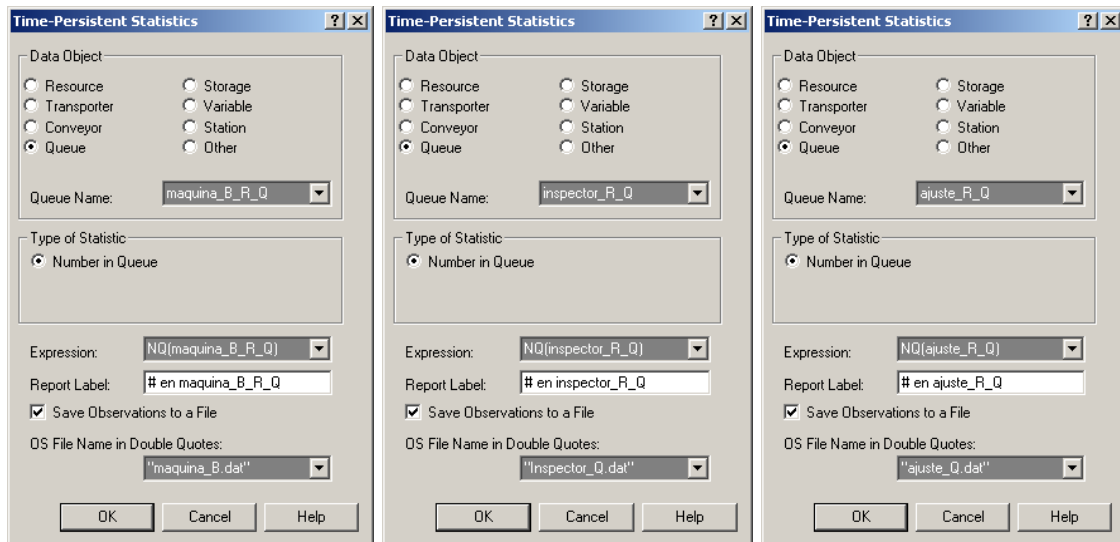 Time-Persistent Statistics
Data Object
Resource Storage
Transporter Variable
Conveyor Station
Queue Other
Queue Name: maquina_B_R_Q
Type of Statistic
Number in Queue
Expression: NQ(maquina_B_R_Q)
Report Label: # en maquina_B_R_Q
Save Observations to a File
OS File Name in Double Quotes:
"maquina_B.dat"
OK Cancel Help
Time-Persistent Statistics
Data Object
Resource Storage
Transporter Variable
Conveyor Station
Queue Other
Queue Name: inspector_R_Q
Type of Statistic
Number in Queue
Expression: NQ(inspector_R_Q)
Report Label: # en inspector_R_Q
Save Observations to a File
OS File Name in Double Quotes:
"Inspector_Q.dat"
OK Cancel Help
Time-Persistent Statistics
Data Object
Resource Storage
Transporter Variable
Conveyor Station
Queue Other
Queue Name: ajuste_R_Q
Type of Statistic
Number in Queue
Expression: NQ(ajuste_R_Q)
Report Label: # en ajuste_R_Q
Save Observations to a File
OS File Name in Double Quotes:
"ajuste_Q.dat"
OK Cancel Help